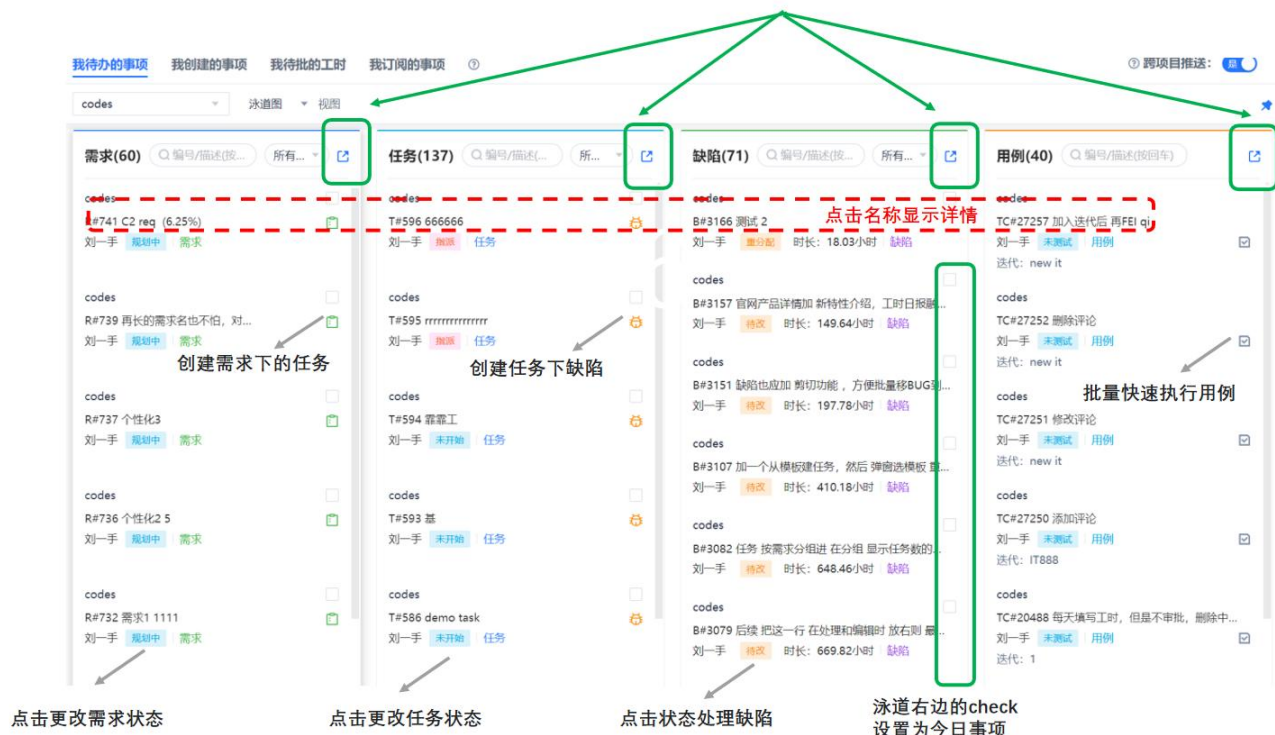 我待办的事项 我创建的事项 我待批的工时 我订阅的事项 跨项目推送： 是
codes 泳道图 视图
需求(60) 编号/描述(按... 所有...
codes
R#741 C2 req (6.25%)
刘一手 规划中 需求
codes
R#739 再长的需求名也不怕，对...
刘一手 规划中 需求
创建需求下的任务
codes
R#737 个性化3
刘一手 规划中 需求
codes
R#736 个性化2 5
刘一手 规划中 需求
codes
R#732 需求1 1111
刘一手 规划中 需求
点击更改需求状态
任务(137) 编号/描述(... 所...
codes
T#596 666666
刘一手 指派 任务
codes
T#595 rrrrrrrrrrrrrrr
刘一手 指派 任务
创建任务下缺陷
codes
T#594 霏霏工
刘一手 未开始 任务
codes
T#593 基
刘一手 未开始 任务
codes
T#586 demo task
刘一手 未开始 任务
点击更改任务状态
缺陷(71) 编号/描述(按... 所有...
codes
B#3166 测试 2
点击名称显示详情
刘一手 重分配 时长：18.03小时 缺陷
codes
B#3157 官网产品详情加 新特性介绍，工时日报融...
刘一手 待改 时长：149.64小时 缺陷
codes
B#3151 缺陷也应加 剪切功能 ，方便批量移BUG到...
刘一手 待改 时长：197.78小时 缺陷
codes
B#3107 加一个从模板建任务，然后 弹窗选模板
刘一手 待改 时长：410.18小时 缺陷
codes
B#3082 任务 按需求分组进 在分组 显示任务数的...
刘一手 待改 时长：648.46小时 缺陷
codes
B#3079 后续 把这一行 在处理和编辑时 放右则 最...
刘一手 待改 时长：669.82小时 缺陷
点击状态处理缺陷
泳道右边的check
设置为今日事项
用例(40) 编号/描述(按回车)
codes
TC#27257 加入迭代后 再FEI qi
刘一手 未测试 用例
迭代：new it
codes
TC#27252 删除评论
刘一手 未测试 用例
迭代：new it
批量快速执行用例
codes
TC#27251 修改评论
刘一手 未测试 用例
迭代：new it
codes
TC#27250 添加评论
刘一手 未测试 用例
迭代：IT888
codes
TC#20488 每天填写工时，但是不审批，删除中...
刘一手 未测试 用例
迭代：1